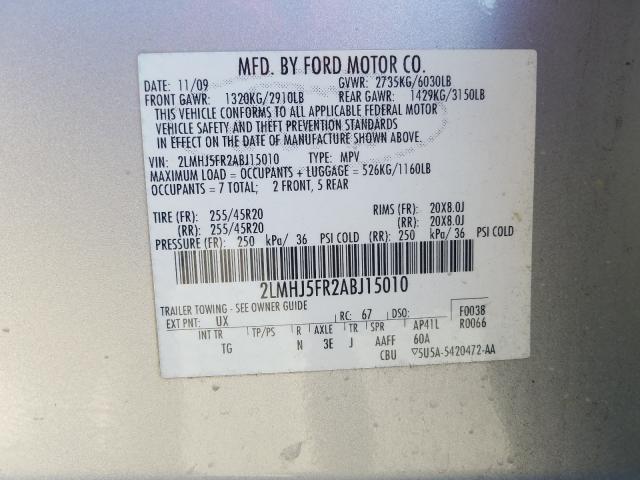 MFD. BY FORD MOTOR CO.
DATE: 11/09 GVWR: 2735KG/6030LB
FRONT GAWR: 1320KG/2910LB REAR GAWR: 1429KG/3150LB
THIS VEHICLE CONFORMS TO ALL APPLICABLE FEDERAL MOTOR
VEHICLE SAFETY AND THEFT PREVENTION STANDARDS
IN EFFECT ON THE DATE OF MANUFACTURE SHOWN ABOVE.
VIN: 2LMHJ5FR2ABJ15010 TYPE: MPV
MAXIMUM LOAD = OCCUPANTS + LUGGAGE = 526KG/1160LB
OCCUPANTS = 7 TOTAL; 2 FRONT, 5 REAR
TIRE (FR): 255/45R20 RIMS (FR): 20X8.0J
(RR): 255/45R20 (RR): 20X8.0J
PRESSURE (FR): 250 kPa/ 36 PSI COLD (RR): 250 kPa/ 36 PSI COLD
2LMHJ5FR2ABJ15010
TRAILER TOWING - SEE OWNER GUIDE
EXT PNT: UX RC: 67 DSO: F0038
INT TR TP/PS R AXLE TR SPR AP41L R0066
TG N 3E J AAFF 60A
CBU ▽5U5A-5420472-AA